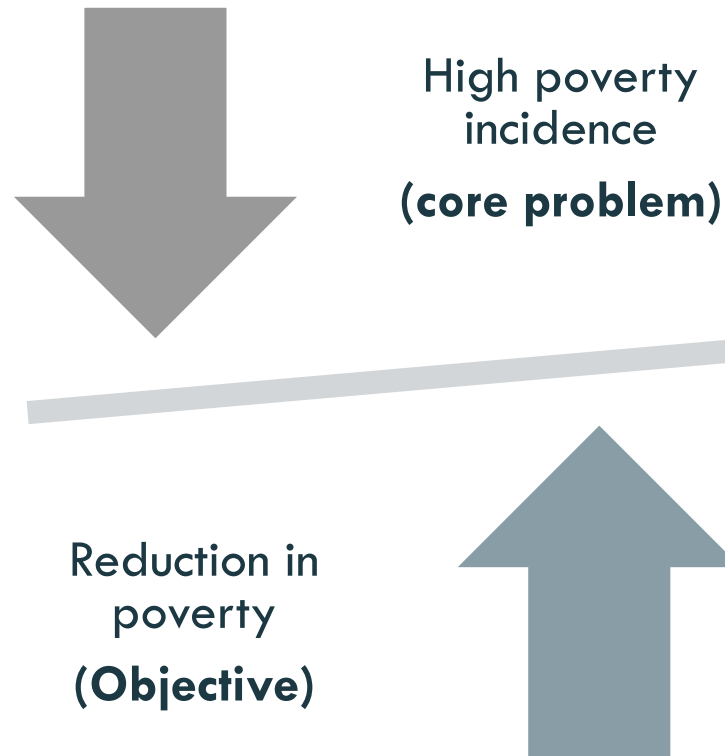 High poverty
incidence
(core problem)
Reduction in
poverty
(Objective)